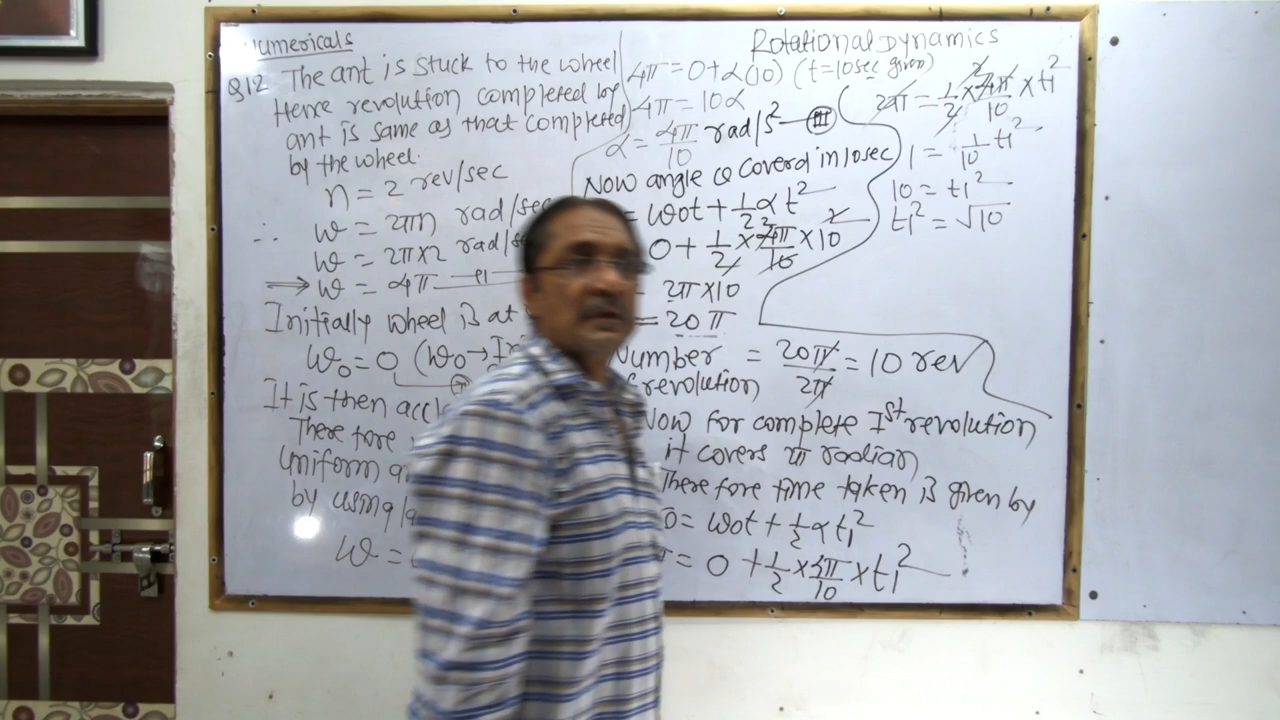 Numericals
Rotational Dynamics
Q12 The ant is stuck to the wheel
Hence revolution completed by
ant is same as that completed
by the wheel.
n = 2 rev/sec
∴ ω = 2πn rad/sec
ω = 2π×2 rad/
⇒ ω = 4π
Initially wheel is at
ω0 = 0 (ω0 →
It is then
There fore
Uniform
by using
ω =
4π = 0 + α(10) (t = 10sec given)
4π = 10α
α = 4π/10 rad/s² — III
Now angle θ coverd in 10sec
= ω0t + 1/2 αt²
0 + 1/2 × 4π/10 × 10²
2π×10
= 20π
Number = 20π/2π = 10 rev
revolution
Now for complete Ist revolution
it covers 2π radian
There fore time taken is given by
θ = ω0t + 1/2 αt1²
= 0 + 1/2 × 4π/10 × t1²
2π = 1/2 × 4π/10 × t1²
1 = 1/10 t1²
10 = t1²
t1² = √10